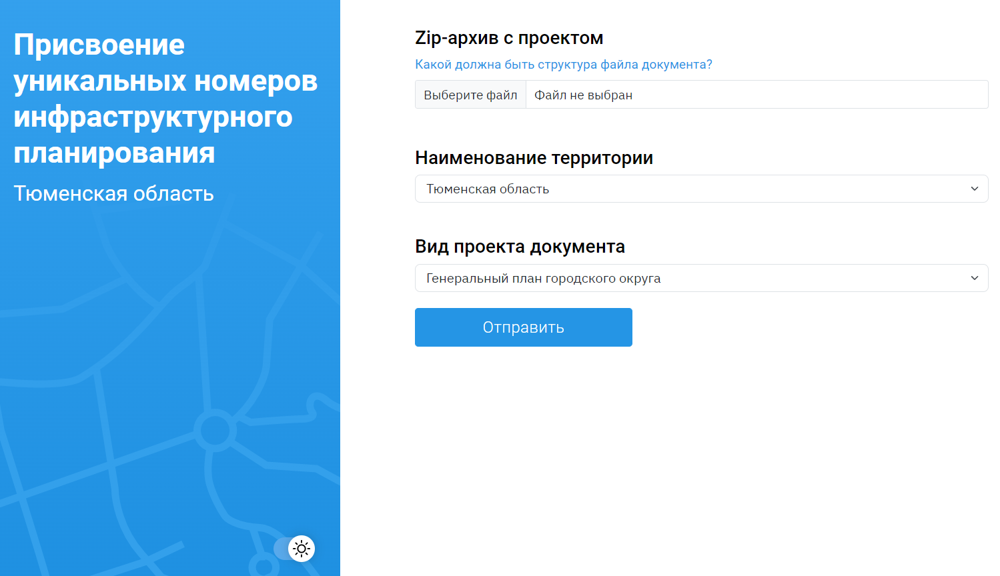 Присвоение
уникальных номеров
инфраструктурного
планирования
Тюменская область
Zip-архив с проектом
Какой должна быть структура файла документа?
Выберите файл Файл не выбран
Наименование территории
Тюменская область
Вид проекта документа
Генеральный план городского округа
Отправить